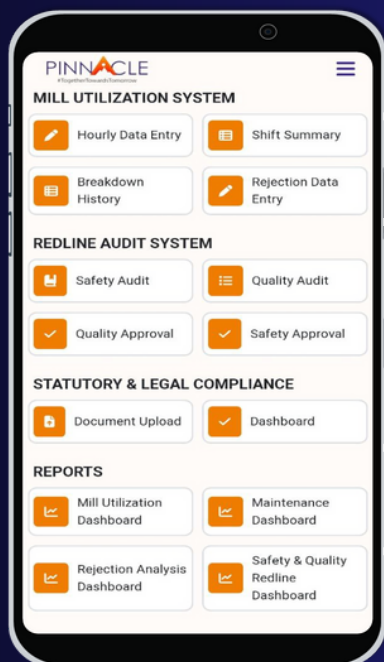 PINNACLE
#TogetherTowardsTomorrow
MILL UTILIZATION SYSTEM
Hourly Data Entry
Shift Summary
Breakdown
History
Rejection Data
Entry
REDLINE AUDIT SYSTEM
Safety Audit
Quality Audit
Quality Approval
Safety Approval
STATUTORY & LEGAL COMPLIANCE
Document Upload
Dashboard
REPORTS
Mill Utilization
Dashboard
Maintenance
Dashboard
Rejection Analysis
Dashboard
Safety & Quality
Redline
Dashboard